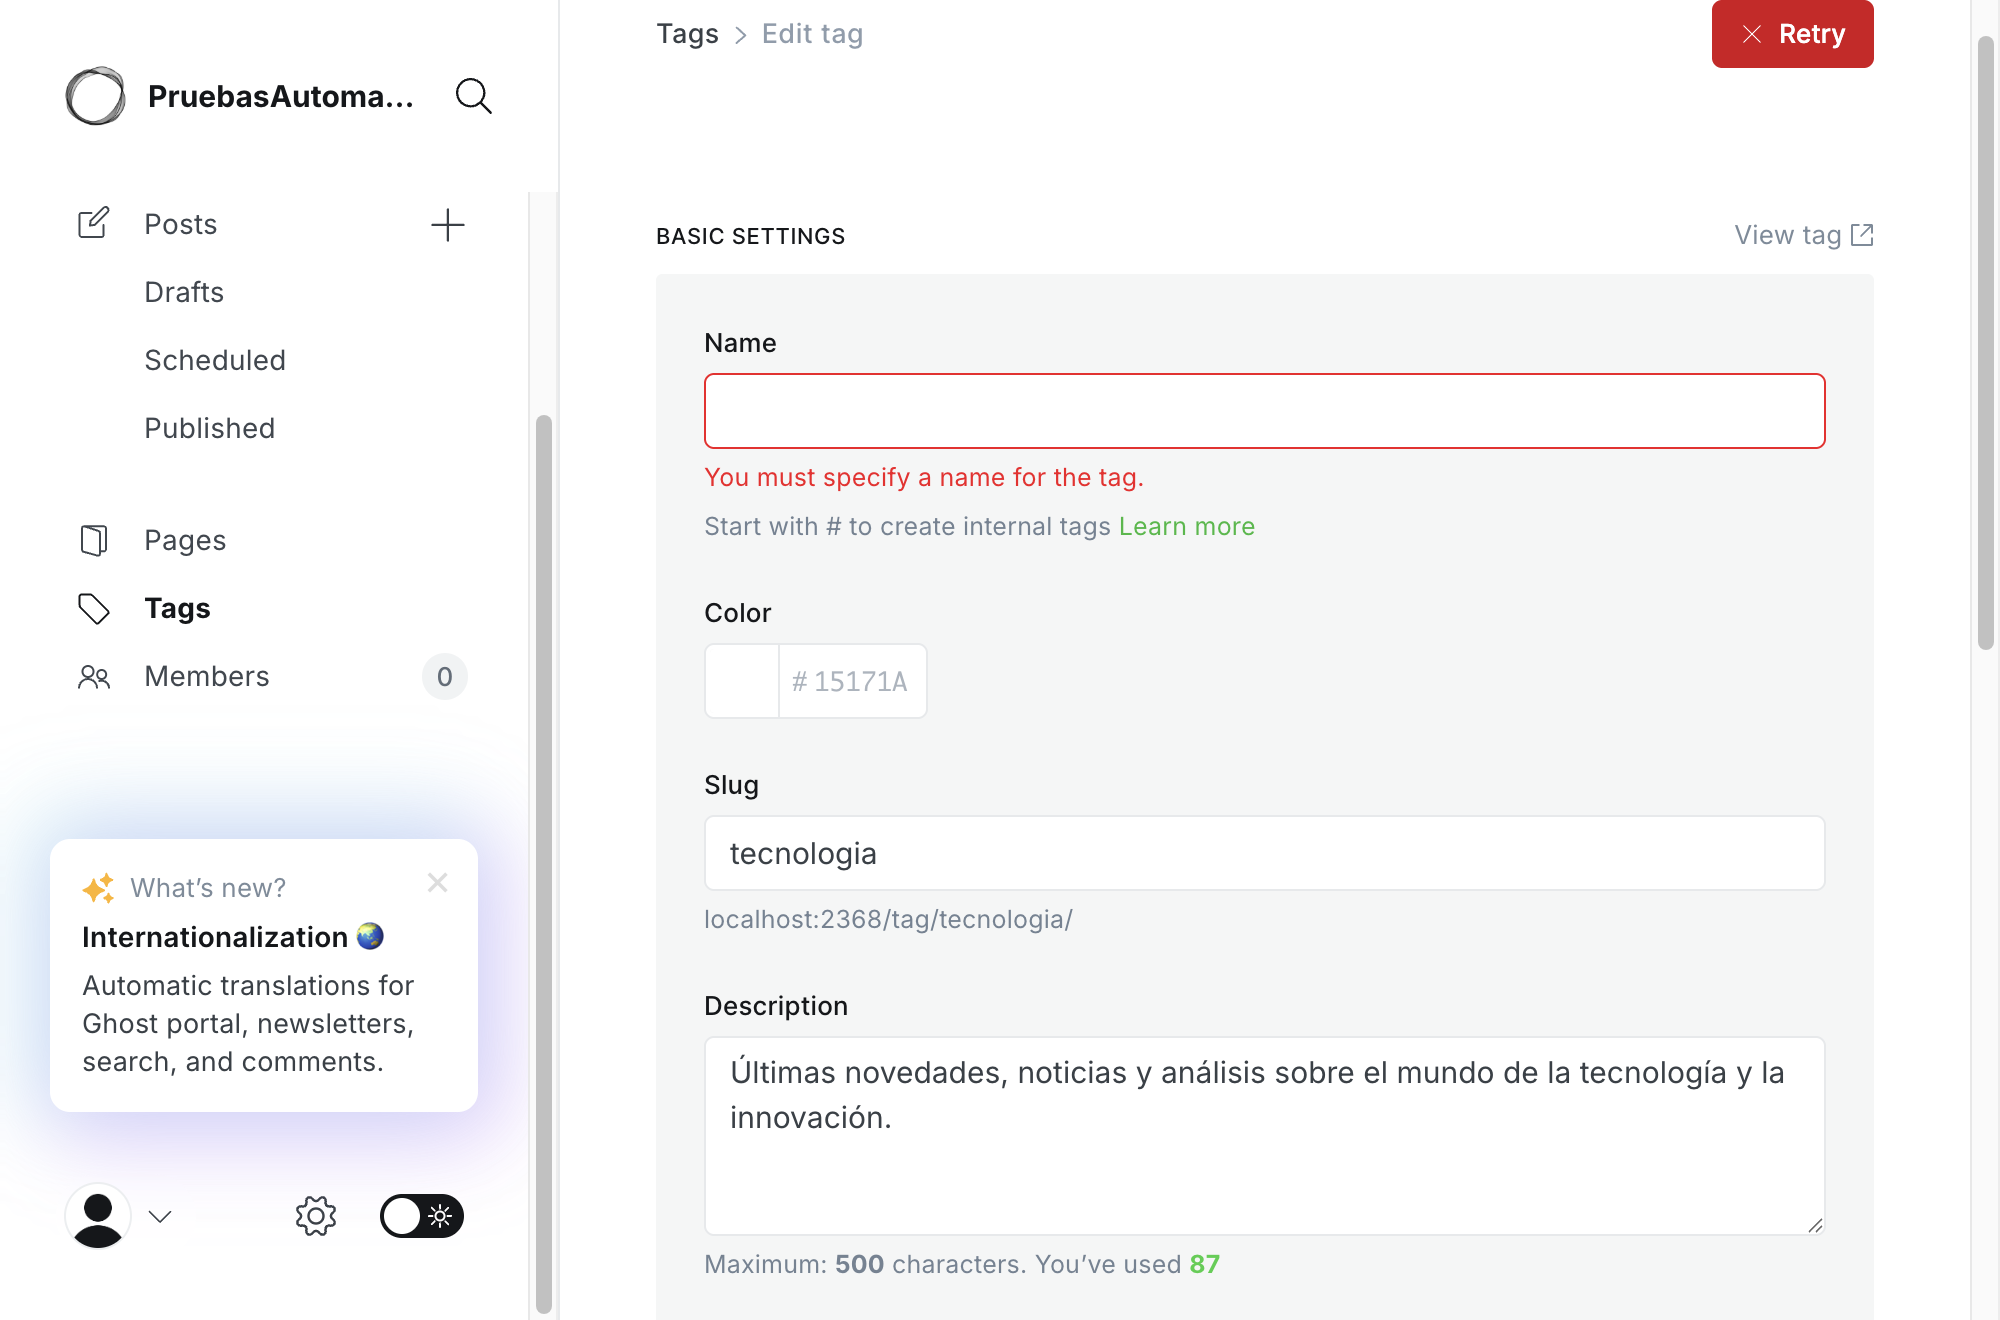 PruebasAutoma...
Posts
Drafts
Scheduled
Published
Pages
Tags
Members 0
What’s new?
Internationalization
Automatic translations for
Ghost portal, newsletters,
search, and comments.
Tags > Edit tag
Retry
BASIC SETTINGS
View tag
Name
You must specify a name for the tag.
Start with # to create internal tags Learn more
Color
# 15171A
Slug
tecnologia
localhost:2368/tag/tecnologia/
Description
Últimas novedades, noticias y análisis sobre el mundo de la tecnología y la
innovación.
Maximum: 500 characters. You’ve used 87